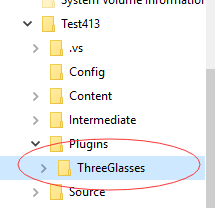 System Volume Information
Test413
.vs
Config
Content
Intermediate
Plugins
ThreeGlasses
Source